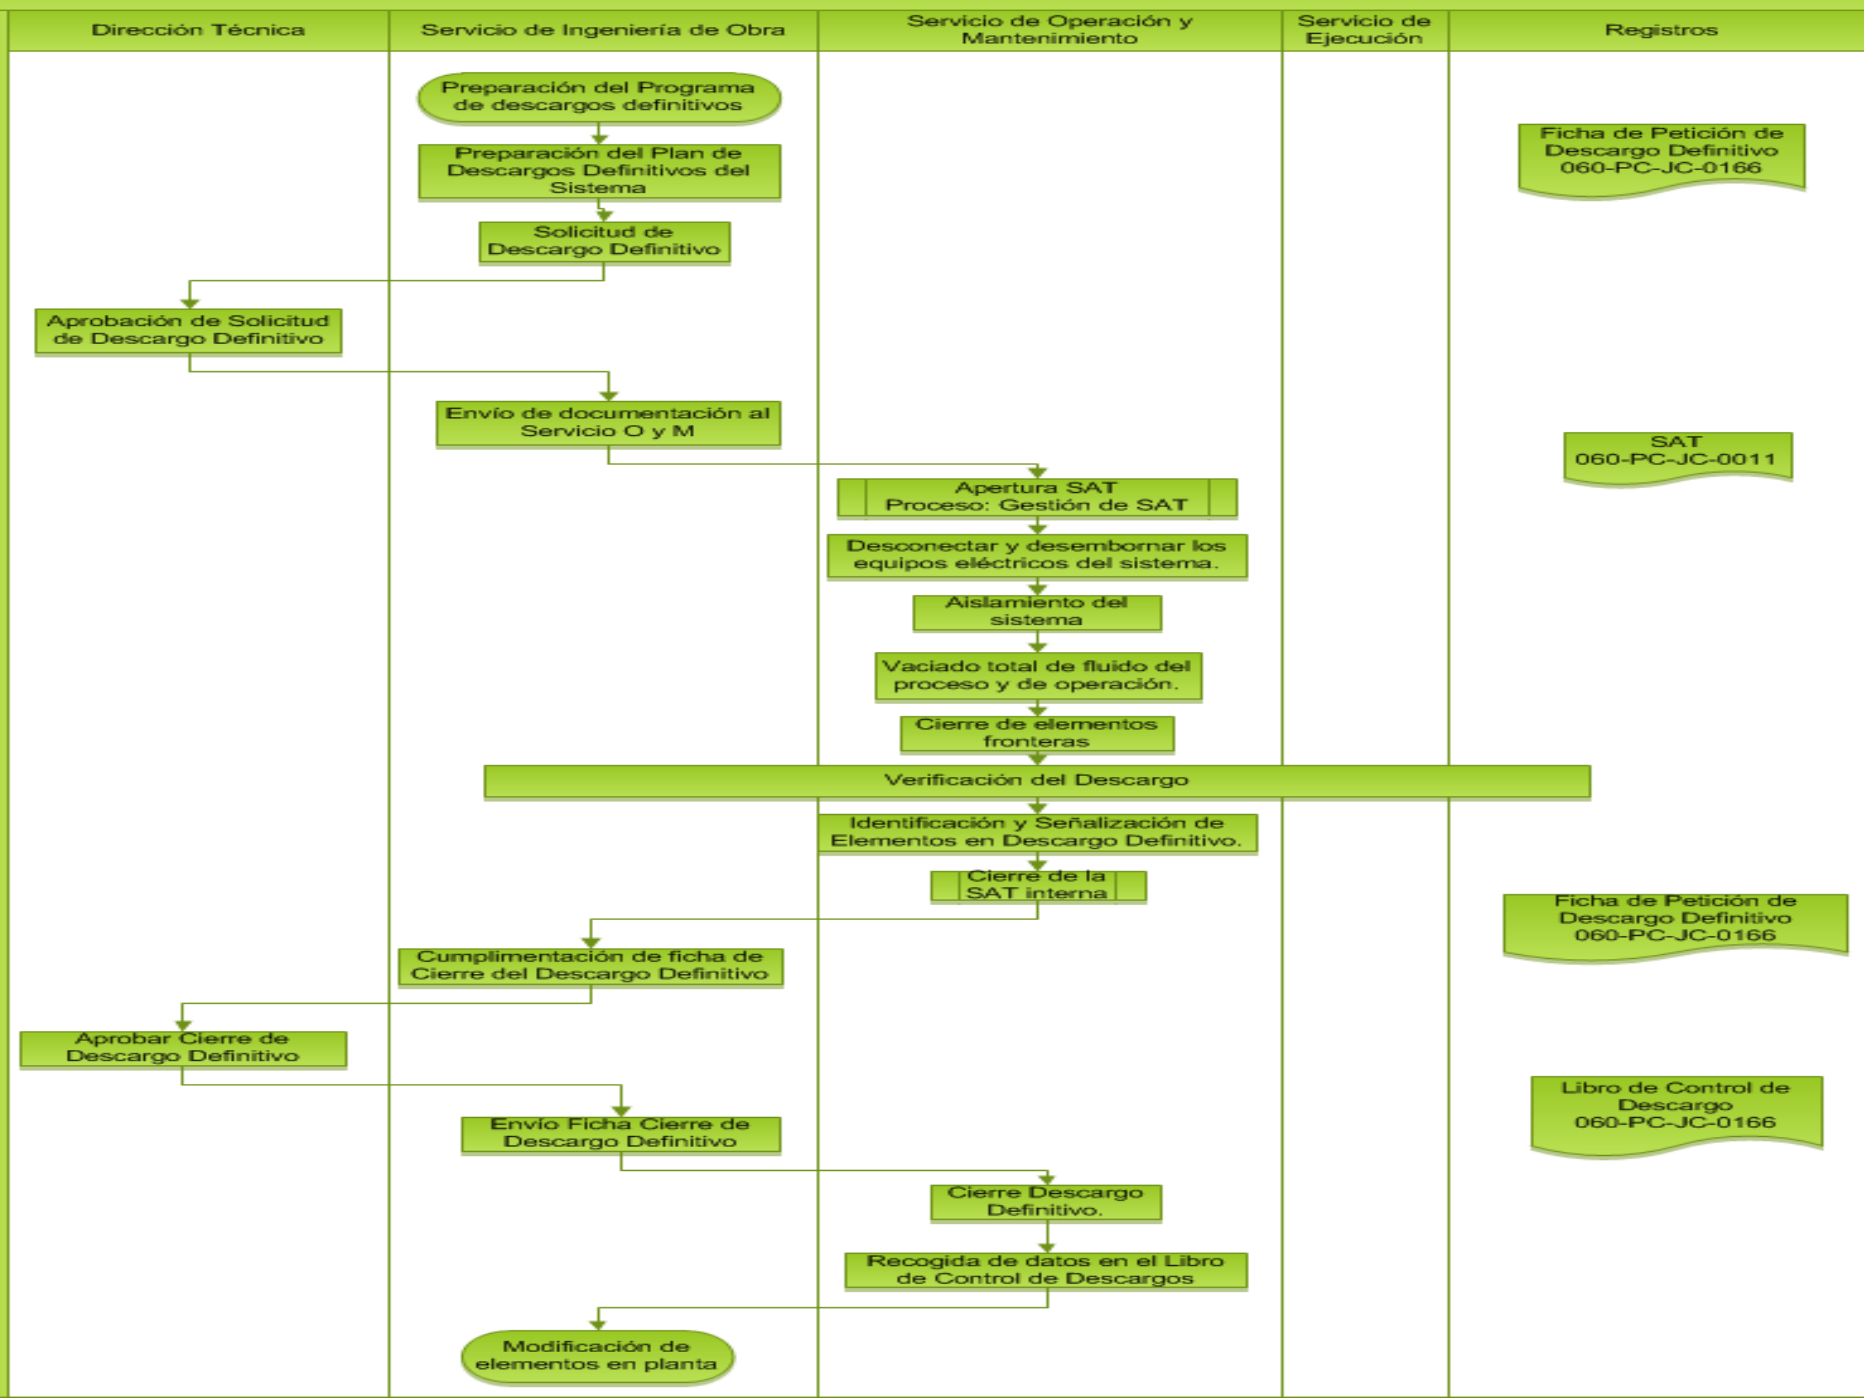 Dirección Técnica
Servicio de Ingeniería de Obra
Servicio de Operación y
Mantenimiento
Servicio de
Ejecución
Registros
Preparación del Programa
de descargos definitivos
Preparación del Plan de
Descargos Definitivos del
Sistema
Ficha de Petición de
Descargo Definitivo
060-PC-JC-0166
Solicitud de
Descargo Definitivo
Aprobación de Solicitud
de Descargo Definitivo
Envío de documentación al
Servicio O y M
SAT
060-PC-JC-0011
Apertura SAT
Proceso: Gestión de SAT
Desconectar y desembornar los
equipos eléctricos del sistema.
Aislamiento del
sistema
Vaciado total de fluido del
proceso y de operación.
Cierre de elementos
fronteras
Verificación del Descargo
Identificación y Señalización de
Elementos en Descargo Definitivo.
Cierre de la
SAT interna
Ficha de Petición de
Descargo Definitivo
060-PC-JC-0166
Cumplimentación de ficha de
Cierre del Descargo Definitivo
Aprobar Cierre de
Descargo Definitivo
Libro de Control de
Descargo
060-PC-JC-0166
Envío Ficha Cierre de
Descargo Definitivo
Cierre Descargo
Definitivo.
Recogida de datos en el Libro
de Control de Descargos
Modificación de
elementos en planta